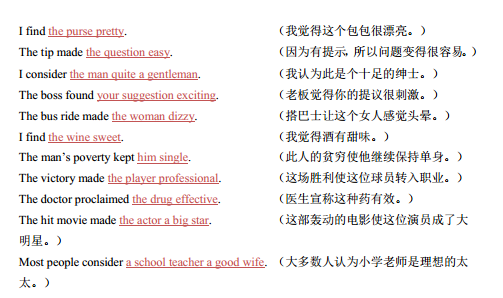 I find the purse pretty. （我觉得这个包包很漂亮。）
The tip made the question easy. （因为有提示, 所以问题变得很容易。）
I consider the man quite a gentleman. （我认为此是个十足的绅士。）
The boss found your suggestion exciting. （老板觉得你的提议很刺激。）
The bus ride made the woman dizzy. （搭巴士让这个女人感觉头晕。）
I find the wine sweet. （我觉得酒有甜味。）
The man's poverty kept him single. （此人的贫穷使他继续保持单身。）
The victory made the player professional. （这场胜利使这位球员转入职业。）
The doctor proclaimed the drug effective. （医生宣称这种药有效。）
The hit movie made the actor a big star. （这部轰动的电影使这位演员成了大
明星。）
Most people consider a school teacher a good wife. （大多数人认为小学老师是理想的太
太。）